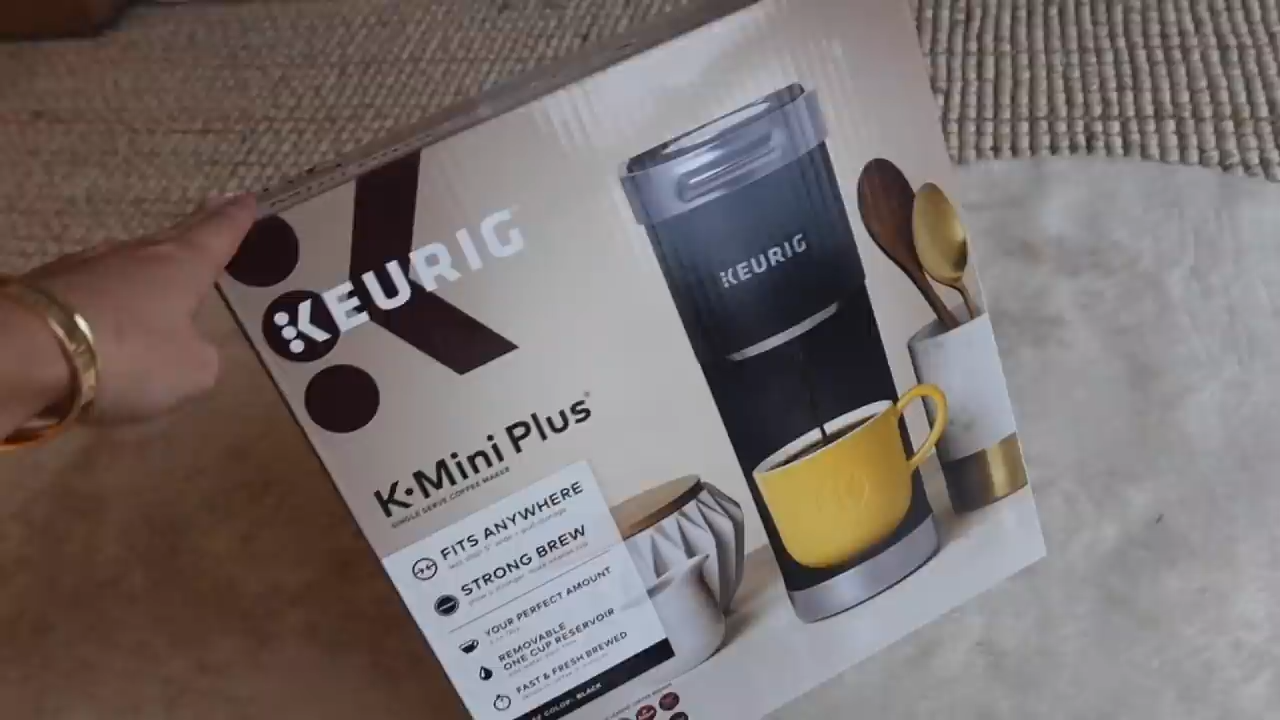 KEURIG
KEURIG
K•Mini Plus®
SINGLE SERVE COFFEE MAKER
FITS ANYWHERE
STRONG BREW
YOUR PERFECT AMOUNT
REMOVABLE
ONE CUP RESERVOIR
FAST & FRESH BREWED
COLOR: BLACK